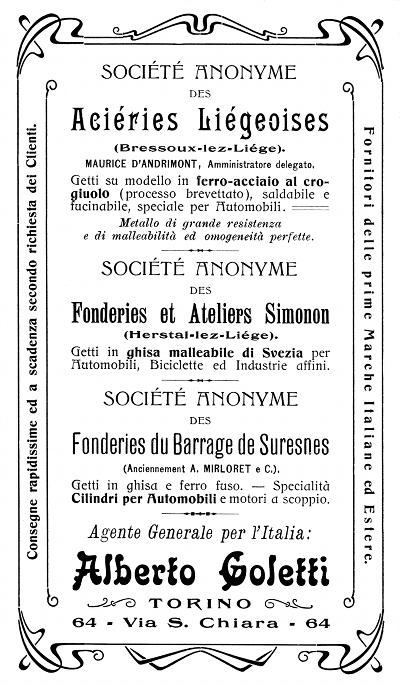 SOCIÉTÉ ANONYME
DES
Aciéries Liégeoises
(Bressoux-lez-Liége).
MAURICE D'ANDRIMONT, Amministratore delegato.
Getti su modello in ferro-acciaio al cro-
giuolo (processo brevettato), saldabile e
fucinabile, speciale per Automobili.
Metallo di grande resistenza
e di malleabilità ed omogeneità perfette.
SOCIÉTÉ ANONYME
DES
Fonderies et Ateliers Simonon
(Herstal-lez-Liége).
Getti in ghisa malleabile di Svezia per
Automobili, Biciclette ed Industrie affini.
SOCIÉTÉ ANONYME
DES
Fonderies du Barrage de Suresnes
(Anciennement A. MIRLORET e C.).
Getti in ghisa e ferro fuso. — Specialità
Cilindri per Automobili e motori a scoppio.
Agente Generale per l'Italia:
Alberto Goletti
TORINO
64 - Via S. Chiara - 64
Consegne rapidissime ed a scadenza secondo richiesta dei Clienti.
Fornitori delle prime Marche Italiane ed Estere.